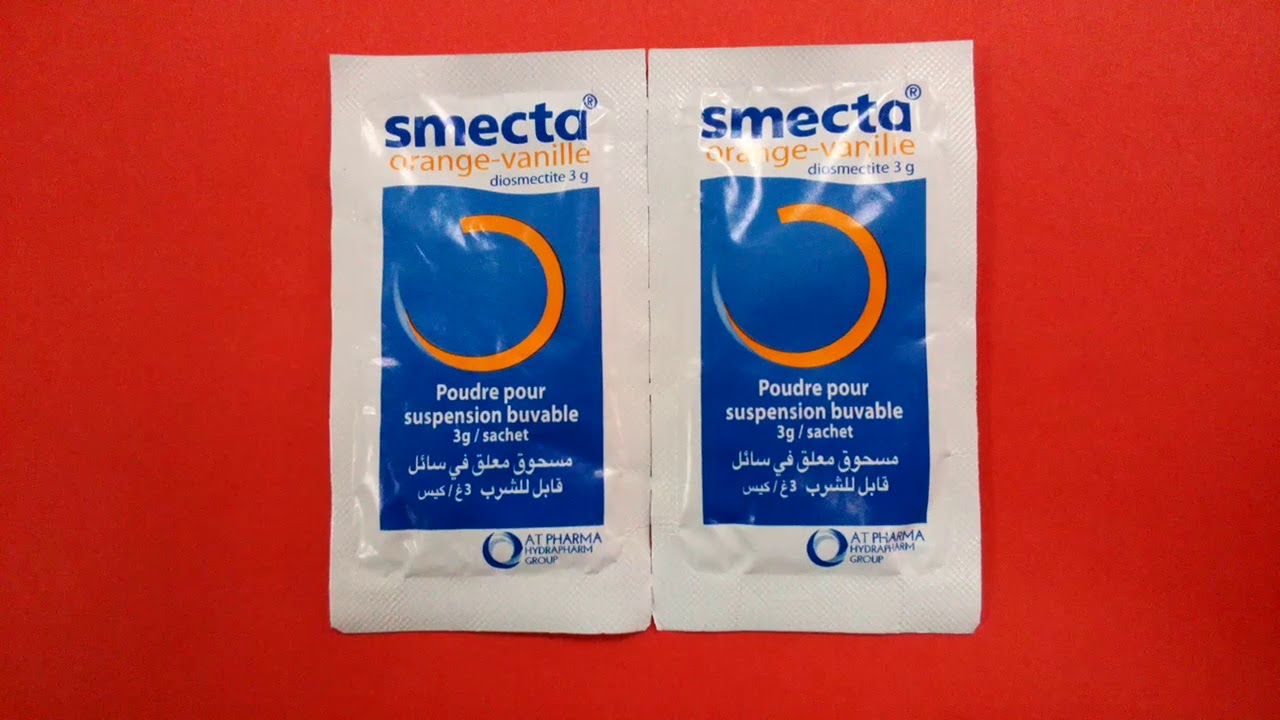 smecta®
orange-vanille
diosmectite 3 g
Poudre pour
suspension buvable
3g / sachet
مسحوق معلق في سائل
قابل للشرب 3غ / كيس
AT PHARMA
HYDRAPHARM
GROUP
smecta®
orange-vanille
diosmectite 3 g
Poudre pour
suspension buvable
3g / sachet
مسحوق معلق في سائل
قابل للشرب 3غ / كيس
AT PHARMA
HYDRAPHARM
GROUP